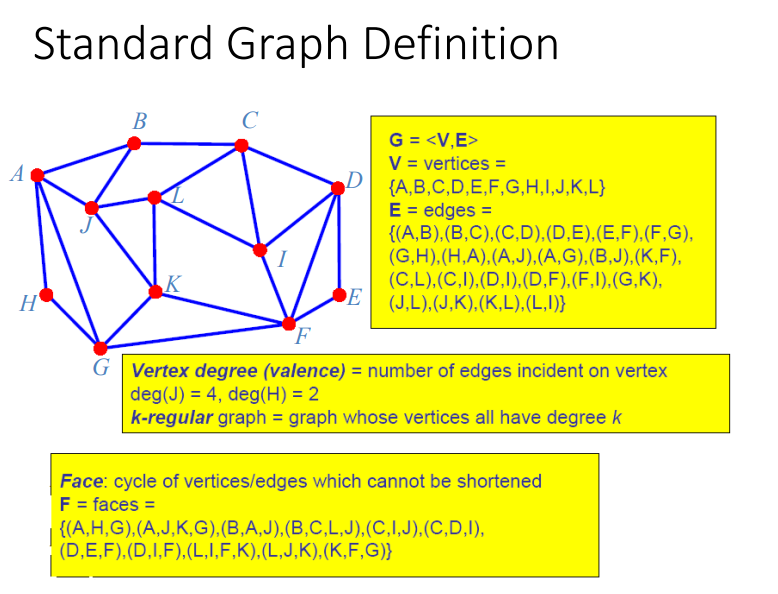 Standard Graph Definition
B
C
A
D
L
J
I
K
H
E
F
G
G = <V,E>
V = vertices =
{A,B,C,D,E,F,G,H,I,J,K,L}
E = edges =
{(A,B),(B,C),(C,D),(D,E),(E,F),(F,G),
(G,H),(H,A),(A,J),(A,G),(B,J),(K,F),
(C,L),(C,I),(D,I),(D,F),(F,I),(G,K),
(J,L),(J,K),(K,L),(L,I)}
Vertex degree (valence) = number of edges incident on vertex
deg(J) = 4, deg(H) = 2
k-regular graph = graph whose vertices all have degree k
Face: cycle of vertices/edges which cannot be shortened
F = faces =
{(A,H,G),(A,J,K,G),(B,A,J),(B,C,L,J),(C,I,J),(C,D,I),
(D,E,F),(D,I,F),(L,I,F,K),(L,J,K),(K,F,G)}